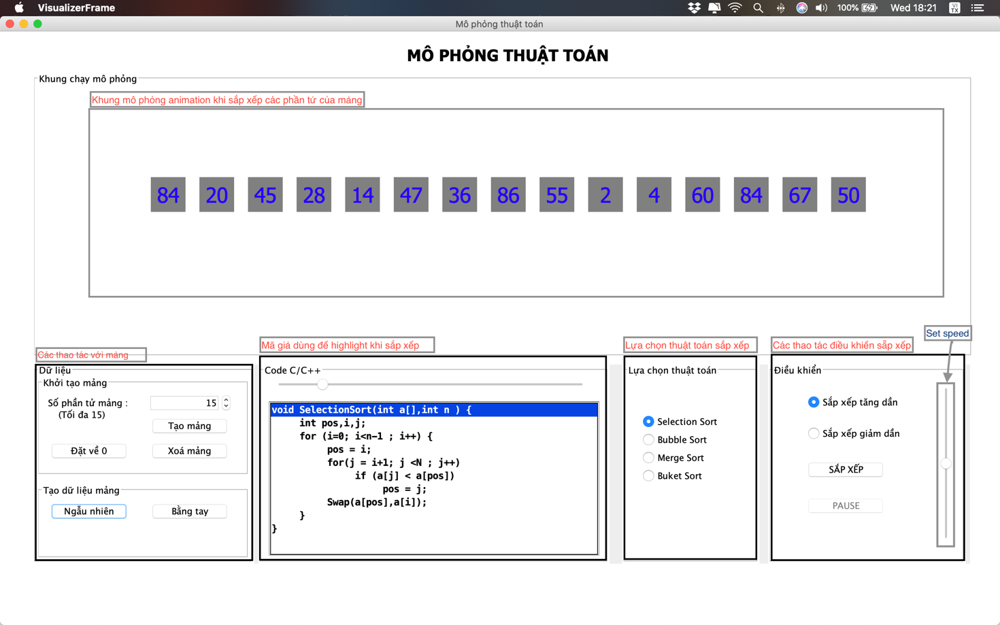 VisualizerFrame
100%
Wed 18:21
VI
TX
Mô phỏng thuật toán
MÔ PHỎNG THUẬT TOÁN
Khung chạy mô phỏng
Khung mô phỏng animation khi sắp xếp các phần tử của mảng
84 20 45 28 14 47 36 86 55 2 4 60 84 67 50
Set speed
Các thao tác với mảng
Mã giả dùng để highlight khi sắp xếp
Lựa chọn thuật toán sắp xếp
Các thao tác điều khiển sẵp xếp
Dữ liệu
Khởi tạo mảng
Số phần tử mảng :
(Tối đa 15)
15
Tạo mảng
Đặt về 0
Xoá mảng
Tạo dữ liệu mảng
Ngẫu nhiên
Bằng tay
Code C/C++
void SelectionSort(int a[],int n ) {
int pos,i,j;
for (i=0; i<n-1 ; i++) {
pos = i;
for(j = i+1; j <N ; j++)
if (a[j] < a[pos])
pos = j;
Swap(a[pos],a[i]);
}
}
Lựa chọn thuật toán
Selection Sort
Bubble Sort
Merge Sort
Buket Sort
Điều khiển
Sắp xếp tăng dần
Sắp xếp giảm dần
SẮP XẾP
PAUSE